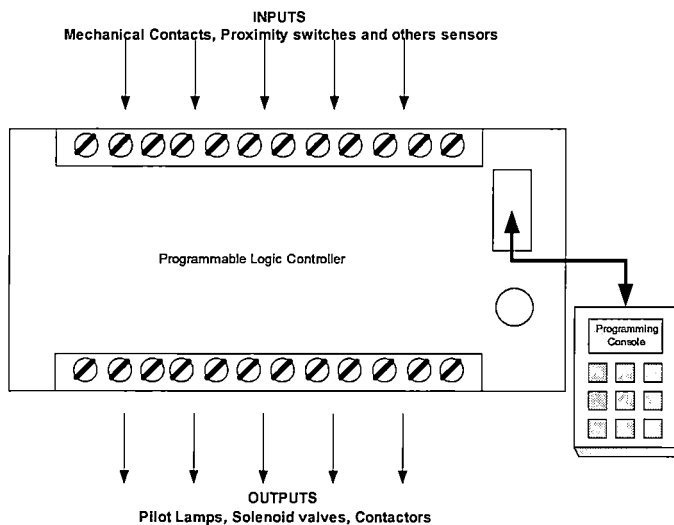 INPUTS
Mechanical Contacts, Proximity switches and others sensors
Programmable Logic Controller
Programming
Console
OUTPUTS
Pilot Lamps, Solenoid valves, Contactors